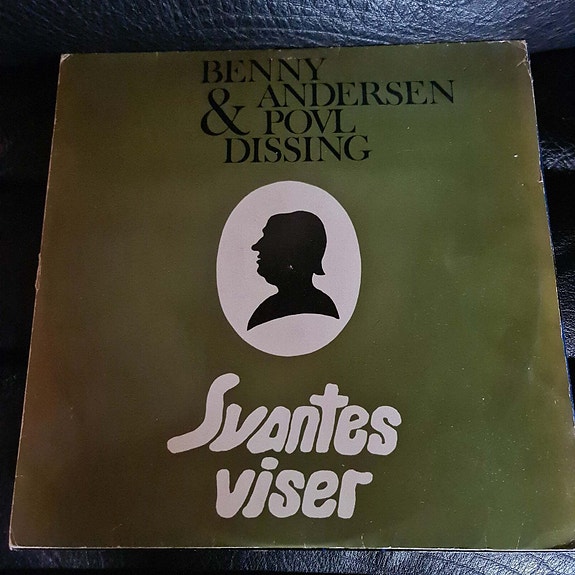 BENNY
& ANDERSEN
POVL
DISSING
Svantes
viser